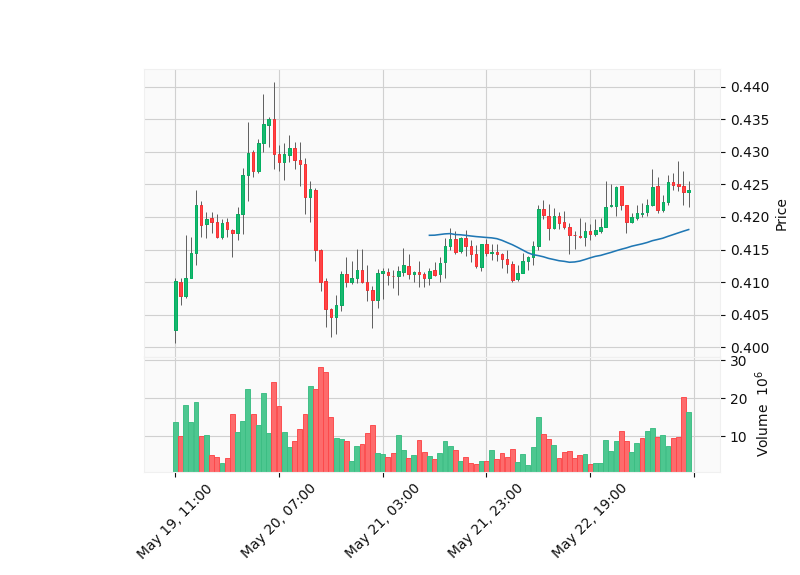 0.440
0.435
0.430
0.425
0.420
0.415
0.410
0.405
0.400
Price
30
20
10
Volume 10^6
May 19, 11:00
May 20, 07:00
May 21, 03:00
May 21, 23:00
May 22, 19:00